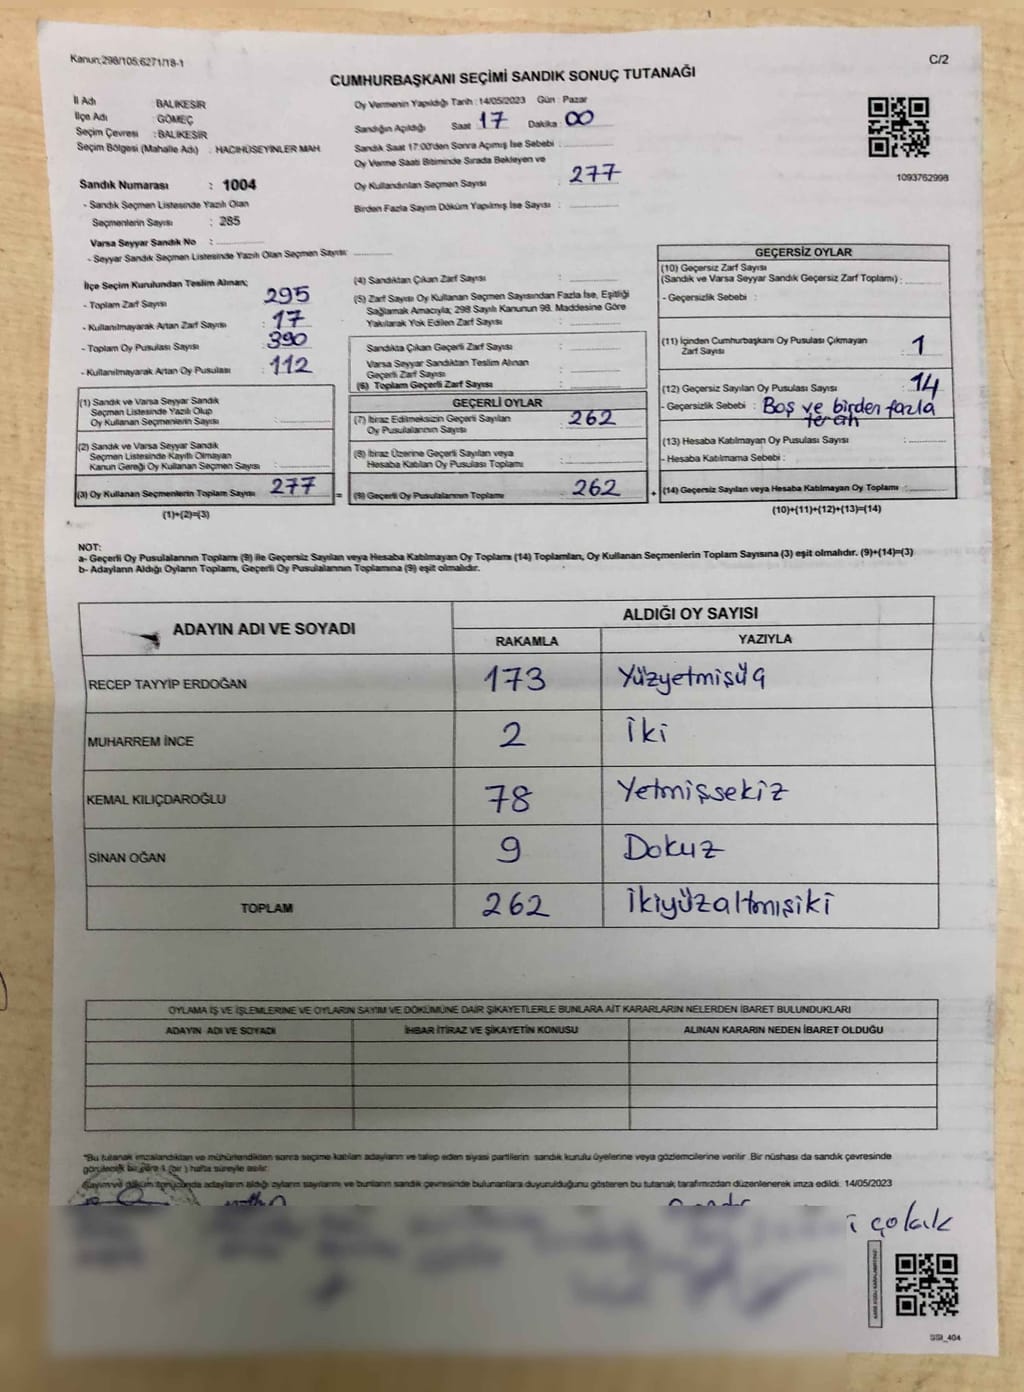 Kanun;298/105;6271/18-1
C/2
CUMHURBAŞKANI SEÇİMİ SANDIK SONUÇ TUTANAĞI
İl Adı : BALIKESİR
İlçe Adı : GÖMEÇ
Seçim Çevresi : BALIKESİR
Seçim Bölgesi (Mahalle Adı) : HACIHÜSEYİNLER MAH.
Sandık Numarası : 1004
- Sandık Seçmen Listesinde Yazılı Olan
Seçmenlerin Sayısı : 285
Varsa Seyyar Sandık No :
- Seyyar Sandık Seçmen Listesinde Yazılı Olan Seçmen Sayısı:
Oy Vermenin Yapıldığı Tarih : 14/05/2023 Gün : Pazar
Sandığın Açıldığı Saat : 17 Dakika : 00
Sandık Saat 17:00'den Sonra Açımış İse Sebebi :
Oy Verme Saati Bitiminde Sırada Bekleyen ve
Oy Kullandırılan Seçmen Sayısı : 277
Birden Fazla Sayım Döküm Yapılmış İse Sayısı :
1093762998
İlçe Seçim Kurulundan Teslim Alınan;
- Toplam Zarf Sayısı : 295
- Kullanılmayarak Artan Zarf Sayısı : 17
- Toplam Oy Pusulası Sayısı : 390
- Kullanılmayarak Artan Oy Pusulası : 112
(1) Sandık ve Varsa Seyyar Sandık
Seçmen Listesinde Yazılı Olup
Oy Kullanan Seçmenlerin Sayısı :
(2) Sandık ve Varsa Seyyar Sandık
Seçmen Listesinde Kayıtlı Olmayan
Kanun Gereği Oy Kullanan Seçmen Sayısı :
(3) Oy Kullanan Seçmenlerin Toplam Sayısı : 277
(1)+(2)=(3)
(4) Sandıktan Çıkan Zarf Sayısı :
(5) Zarf Sayısı Oy Kullanan Seçmen Sayısından Fazla İse, Eşitliği
Sağlamak Amacıyla; 298 Sayılı Kanunun 98. Maddesine Göre
Yakılarak Yok Edilen Zarf Sayısı :
Sandıkta Çıkan Geçerli Zarf Sayısı :
Varsa Seyyar Sandıktan Teslim Alınan
Geçerli Zarf Sayısı :
(6) Toplam Geçerli Zarf Sayısı :
GEÇERLİ OYLAR
(7) İtiraz Edilmeksizin Geçerli Sayılan
Oy Pusulalarının Sayısı : 262
(8) İtiraz Üzerine Geçerli Sayılan veya
Hesaba Katılan Oy Pusulası Toplamı :
= (9) Geçerli Oy Pusulalarının Toplamı : 262
GEÇERSİZ OYLAR
(10) Geçersiz Zarf Sayısı
(Sandık ve Varsa Seyyar Sandık Geçersiz Zarf Toplamı) :
- Geçersizlik Sebebi :
(11) İçinden Cumhurbaşkanı Oy Pusulası Çıkmayan
Zarf Sayısı : 1
(12) Geçersiz Sayılan Oy Pusulası Sayısı : 14
- Geçersizlik Sebebi : Boş ve birden fazla
tercih
(13) Hesaba Katılmayan Oy Pusulası Sayısı :
- Hesaba Katılmama Sebebi :
+ (14) Geçersiz Sayılan veya Hesaba Katılmayan Oy Toplamı :
(10)+(11)+(12)+(13)=(14)
NOT:
a- Geçerli Oy Pusulalarının Toplamı (9) ile Geçersiz Sayılan veya Hesaba Katılmayan Oy Toplamı (14) Toplamları, Oy Kullanan Seçmenlerin Toplam Sayısına (3) eşit olmalıdır. (9)+(14)=(3)
b- Adayların Aldığı Oyların Toplamı, Geçerli Oy Pusulalarının Toplamına (9) eşit olmalıdır.
ADAYIN ADI VE SOYADI
ALDIĞI OY SAYISI
RAKAMLA YAZIYLA
RECEP TAYYİP ERDOĞAN 173 Yüzyetmişüç
MUHARREM İNCE 2 İki
KEMAL KILIÇDAROĞLU 78 Yetmişsekiz
SİNAN OĞAN 9 Dokuz
TOPLAM 262 İkiyüzaltmışiki
OYLAMA İŞ VE İŞLEMLERİNE VE OYLARIN SAYIM VE DÖKÜMÜNE DAİR ŞİKAYETLERLE BUNLARA AİT KARARLARIN NELERDEN İBARET BULUNDUKLARI
ADAYIN ADI VE SOYADI İHBAR İTİRAZ VE ŞİKAYETİN KONUSU ALINAN KARARIN NEDEN İBARET OLDUĞU
"Bu tutanak imzalandıktan ve mühürlendikten sonra seçime katılan adayların ve talep eden siyasi partilerin sandık kurulu üyelerine veya gözlemcilerine verilir. Bir nüshası da sandık çevresinde
görülecek bir yere 1 (bir) hafta süreyle asılır.
Sayım ve döküm sonucunda adayların aldığı oyların sayılarını ve bunların sandık çevresinde bulunanlara duyurulduğunu gösteren bu tutanak tarafımızdan düzenlenerek imza edildi. 14/05/2023
çolak
SSI_404